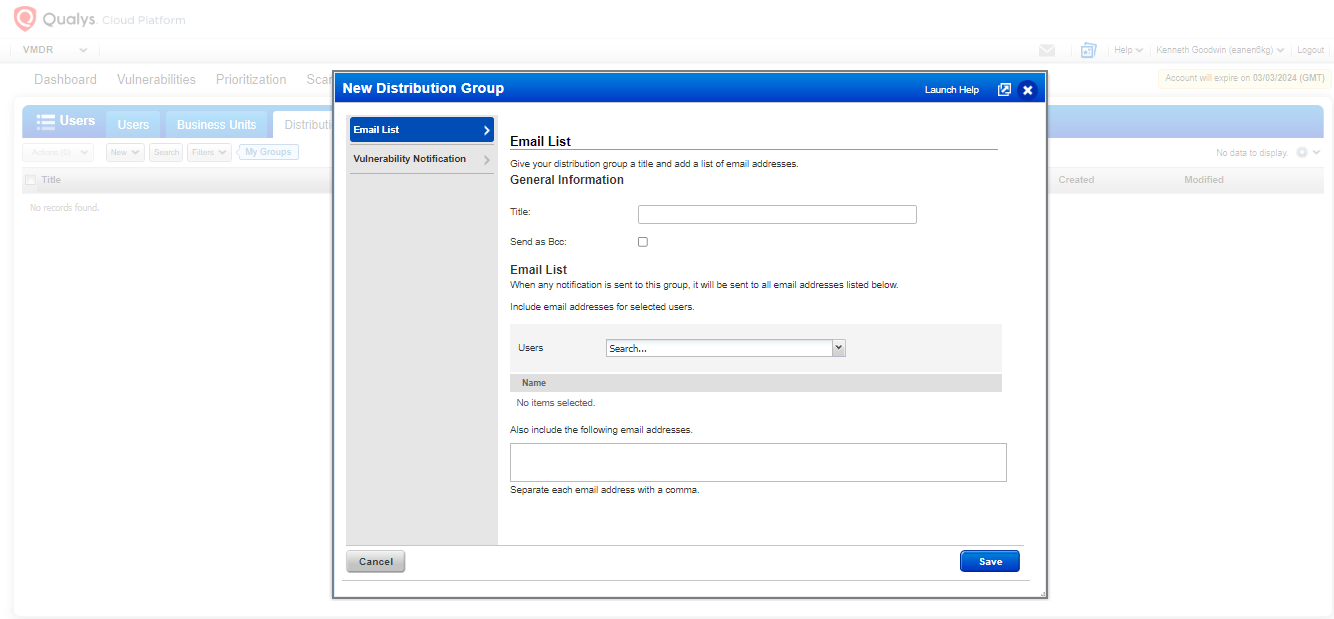 Qualys. Cloud Platform
VMDR
Help
Kenneth Goodwin (eanen6kg)
Logout
Dashboard Vulnerabilities Prioritization Scan
Account will expire on 03/03/2024 (GMT)
New Distribution Group
Launch Help
Users
Users
Business Units
Distributi
Actions (0)
New
Search
Filters
My Groups
No data to display.
Title
Created
Modified
No records found.
Email List
Vulnerability Notification
Email List
Give your distribution group a title and add a list of email addresses.
General Information
Title:
Send as Bcc:
Email List
When any notification is sent to this group, it will be sent to all email addresses listed below.
Include email addresses for selected users.
Users
Search...
Name
No items selected.
Also include the following email addresses.
Separate each email address with a comma.
Cancel
Save